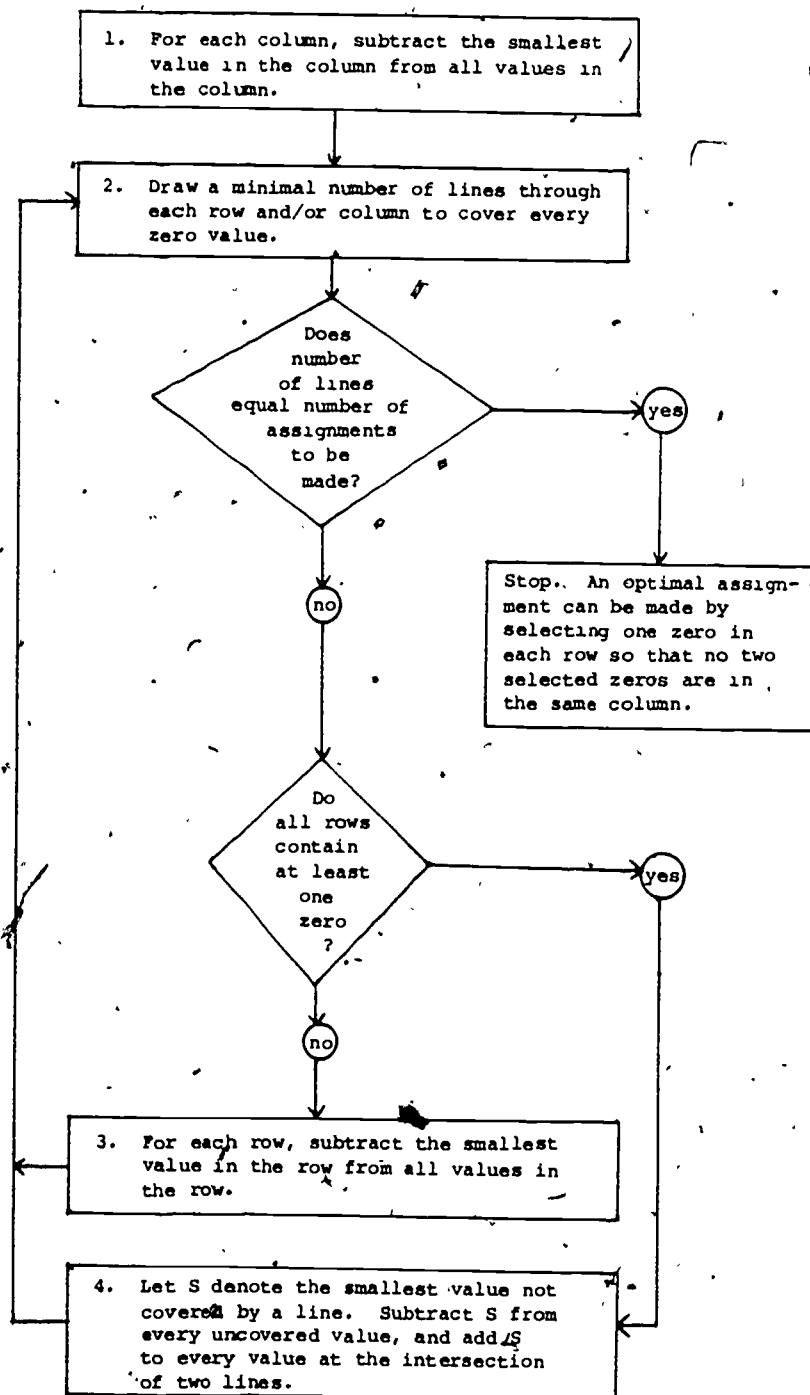 1. For each column, subtract the smallest
value in the column from all values in
the column.
2. Draw a minimal number of lines through
each row and/or column to cover every
zero value.
Does
number
of lines
equal number of
assignments
to be
made?
yes
no
Stop. An optimal assign-
ment can be made by
selecting one zero in
each row so that no two
selected zeros are in
the same column.
Do
all rows
contain
at least
one
zero
?
yes
no
3. For each row, subtract the smallest
value in the row from all values in
the row.
4. Let S denote the smallest value not
covered by a line. Subtract S from
every uncovered value, and add S
to every value at the intersection
of two lines.